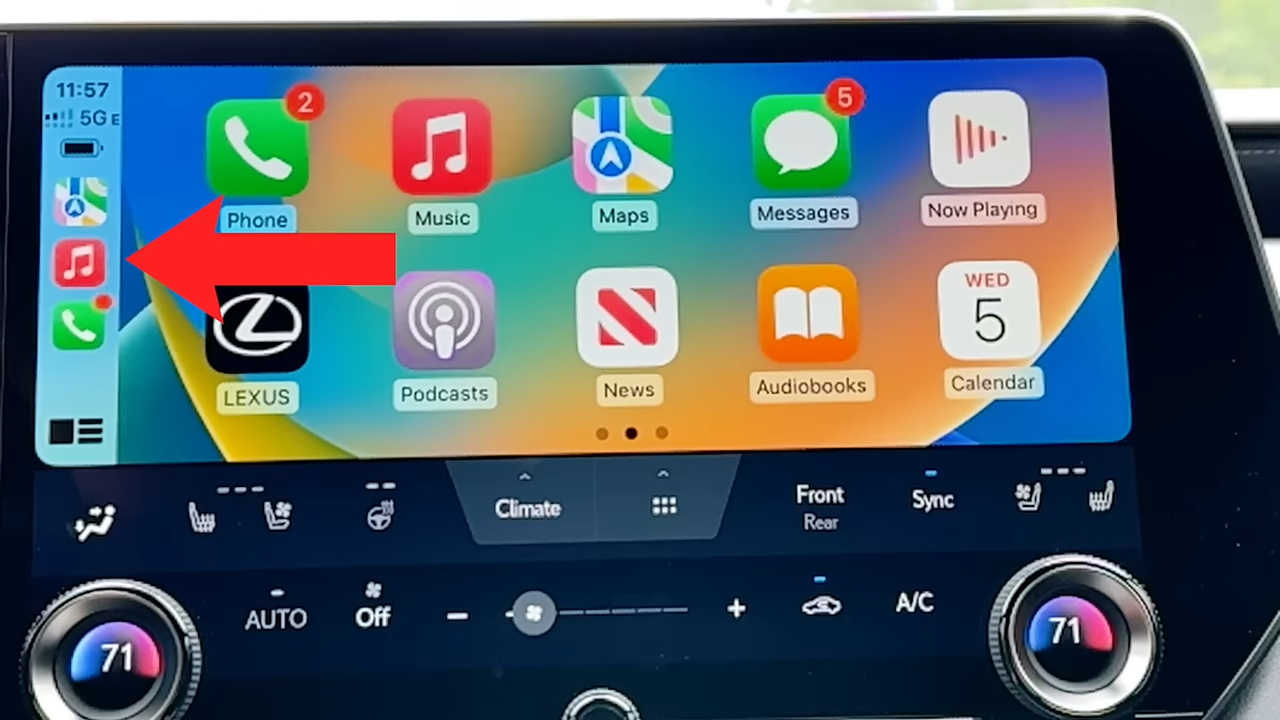 11:57
5G E
2
5
Phone
Music
Maps
Messages
Now Playing
WED
5
LEXUS
Podcasts
News
Audiobooks
Calendar
Climate
Front
Rear
Sync
AUTO
Off
A/C
71
71